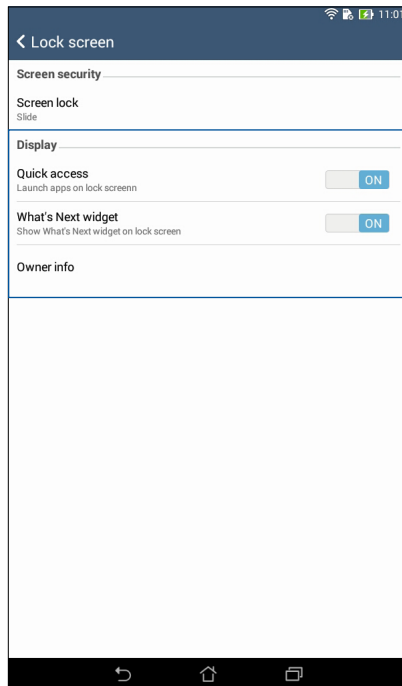 11:01
Lock screen
Screen security
Screen lock
Slide
Display
Quick access
Launch apps on lock screenn
ON
What's Next widget
Show What's Next widget on lock screen
ON
Owner info